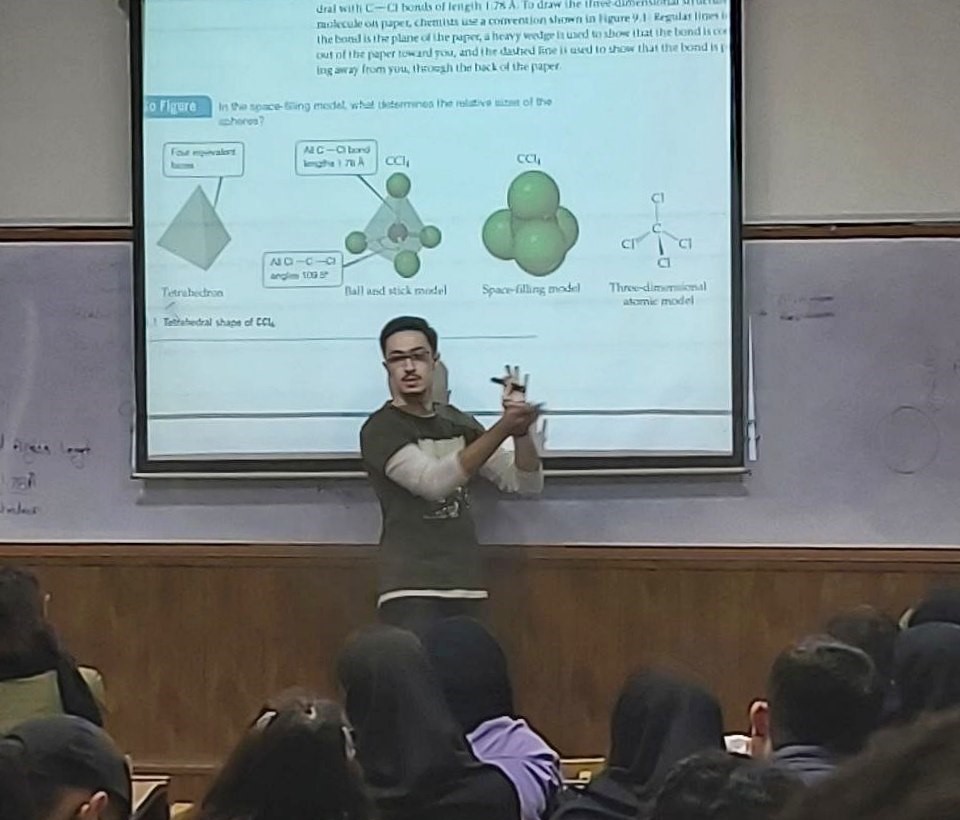 dral with C—Cl bonds of length 1.78 Å. To draw the three-dimensional
molecule on paper, chemists use a convention shown in Figure 9.1. Regular lines
the bond is the plane of the paper, a heavy wedge is used to show that the bond is
out of the paper toward you, and the dashed line is used to show that the bond is
ing away from you, through the back of the paper.
o Figure
In the space-filling model, what determines the relative sizes of the
spheres?
Four equivalent
faces
All C—Cl bond
lengths 1.78 Å
CCl4
CCl4
Cl
C
Cl
Cl
Cl
All Cl—C—Cl
angles 109.5°
Tetrahedron
Ball and stick model
Space-filling model
Three-dimensional
atomic model
Tetrahedral shape of CCl4